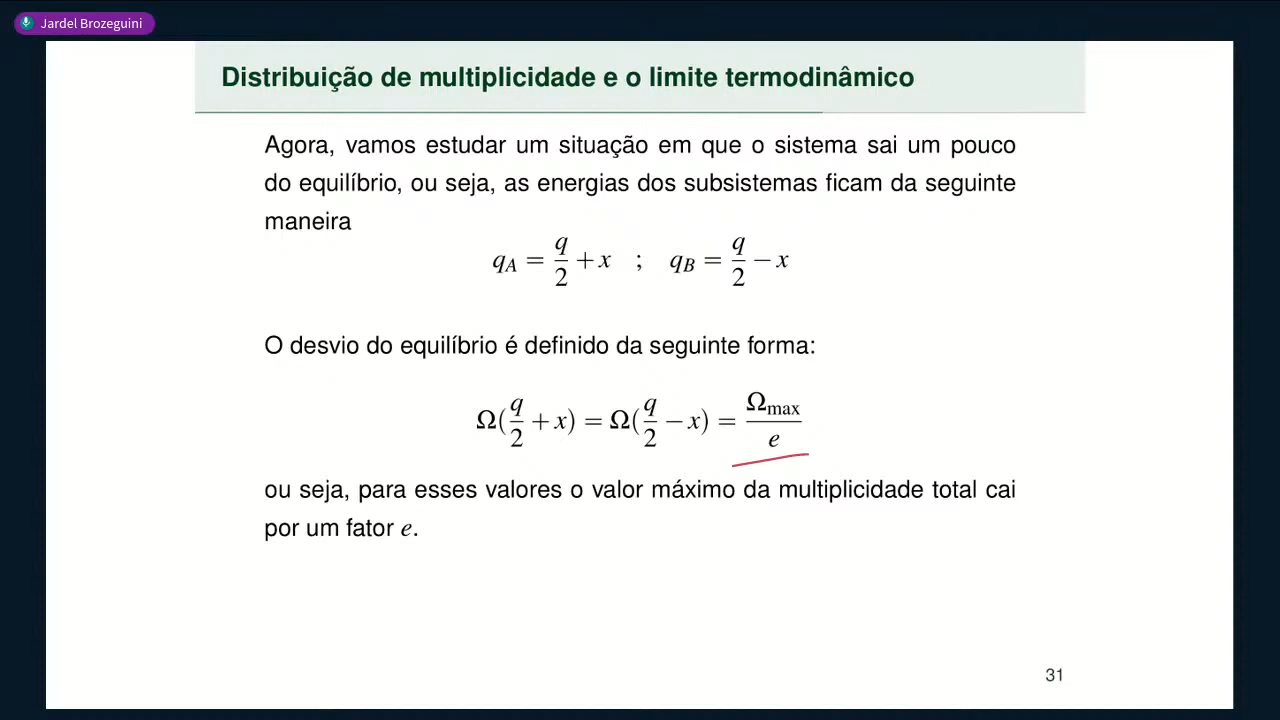 Jardel Brozeguini
Distribuição de multiplicidade e o limite termodinâmico
Agora, vamos estudar um situação em que o sistema sai um pouco
do equilíbrio, ou seja, as energias dos subsistemas ficam da seguinte
maneira
q_A = q/2 + x ; q_B = q/2 − x
O desvio do equilíbrio é definido da seguinte forma:
Ω(q/2 + x) = Ω(q/2 − x) = Ω_max/e
ou seja, para esses valores o valor máximo da multiplicidade total cai
por um fator e.
31